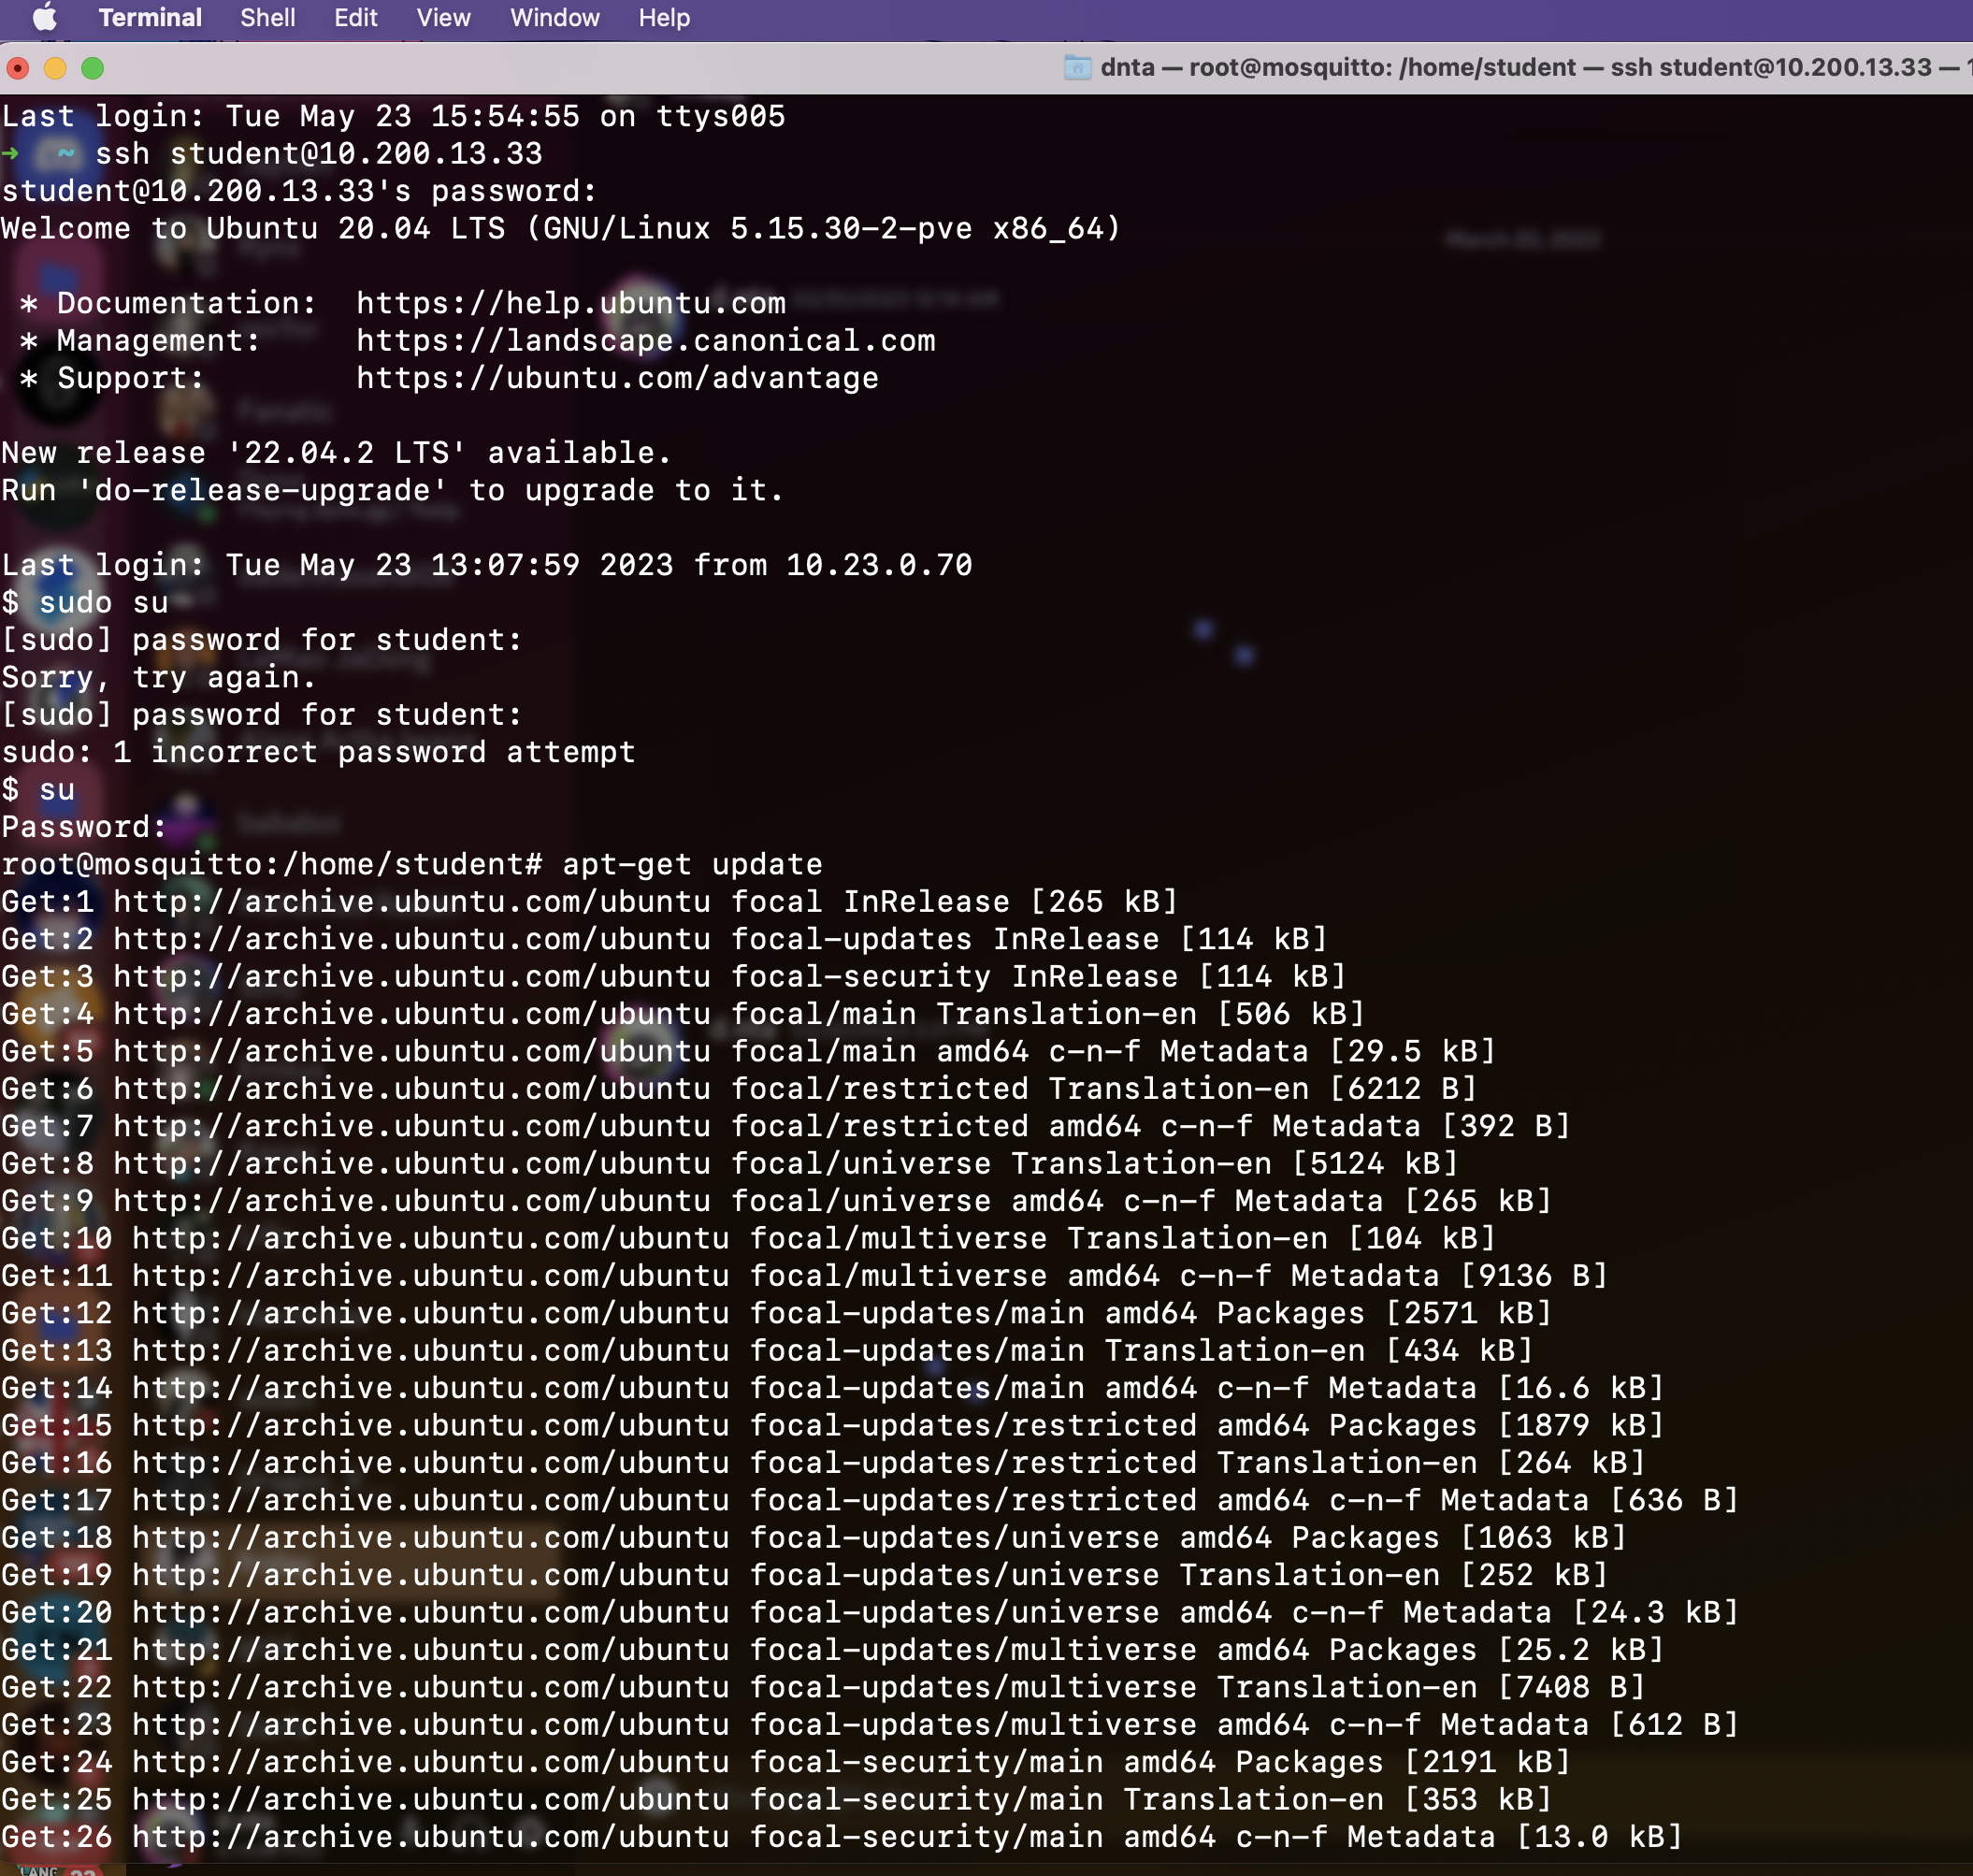 Terminal Shell Edit View Window Help
dnta — root@mosquitto: /home/student — ssh student@10.200.13.33 —
Last login: Tue May 23 15:54:55 on ttys005
➜ ~ ssh student@10.200.13.33
student@10.200.13.33's password:
Welcome to Ubuntu 20.04 LTS (GNU/Linux 5.15.30-2-pve x86_64)
* Documentation: https://help.ubuntu.com
* Management: https://landscape.canonical.com
* Support: https://ubuntu.com/advantage
New release '22.04.2 LTS' available.
Run 'do-release-upgrade' to upgrade to it.
Last login: Tue May 23 13:07:59 2023 from 10.23.0.70
$ sudo su
[sudo] password for student:
Sorry, try again.
[sudo] password for student:
sudo: 1 incorrect password attempt
$ su
Password:
root@mosquitto:/home/student# apt-get update
Get:1 http://archive.ubuntu.com/ubuntu focal InRelease [265 kB]
Get:2 http://archive.ubuntu.com/ubuntu focal-updates InRelease [114 kB]
Get:3 http://archive.ubuntu.com/ubuntu focal-security InRelease [114 kB]
Get:4 http://archive.ubuntu.com/ubuntu focal/main Translation-en [506 kB]
Get:5 http://archive.ubuntu.com/ubuntu focal/main amd64 c-n-f Metadata [29.5 kB]
Get:6 http://archive.ubuntu.com/ubuntu focal/restricted Translation-en [6212 B]
Get:7 http://archive.ubuntu.com/ubuntu focal/restricted amd64 c-n-f Metadata [392 B]
Get:8 http://archive.ubuntu.com/ubuntu focal/universe Translation-en [5124 kB]
Get:9 http://archive.ubuntu.com/ubuntu focal/universe amd64 c-n-f Metadata [265 kB]
Get:10 http://archive.ubuntu.com/ubuntu focal/multiverse Translation-en [104 kB]
Get:11 http://archive.ubuntu.com/ubuntu focal/multiverse amd64 c-n-f Metadata [9136 B]
Get:12 http://archive.ubuntu.com/ubuntu focal-updates/main amd64 Packages [2571 kB]
Get:13 http://archive.ubuntu.com/ubuntu focal-updates/main Translation-en [434 kB]
Get:14 http://archive.ubuntu.com/ubuntu focal-updates/main amd64 c-n-f Metadata [16.6 kB]
Get:15 http://archive.ubuntu.com/ubuntu focal-updates/restricted amd64 Packages [1879 kB]
Get:16 http://archive.ubuntu.com/ubuntu focal-updates/restricted Translation-en [264 kB]
Get:17 http://archive.ubuntu.com/ubuntu focal-updates/restricted amd64 c-n-f Metadata [636 B]
Get:18 http://archive.ubuntu.com/ubuntu focal-updates/universe amd64 Packages [1063 kB]
Get:19 http://archive.ubuntu.com/ubuntu focal-updates/universe Translation-en [252 kB]
Get:20 http://archive.ubuntu.com/ubuntu focal-updates/universe amd64 c-n-f Metadata [24.3 kB]
Get:21 http://archive.ubuntu.com/ubuntu focal-updates/multiverse amd64 Packages [25.2 kB]
Get:22 http://archive.ubuntu.com/ubuntu focal-updates/multiverse Translation-en [7408 B]
Get:23 http://archive.ubuntu.com/ubuntu focal-updates/multiverse amd64 c-n-f Metadata [612 B]
Get:24 http://archive.ubuntu.com/ubuntu focal-security/main amd64 Packages [2191 kB]
Get:25 http://archive.ubuntu.com/ubuntu focal-security/main Translation-en [353 kB]
Get:26 http://archive.ubuntu.com/ubuntu focal-security/main amd64 c-n-f Metadata [13.0 kB]